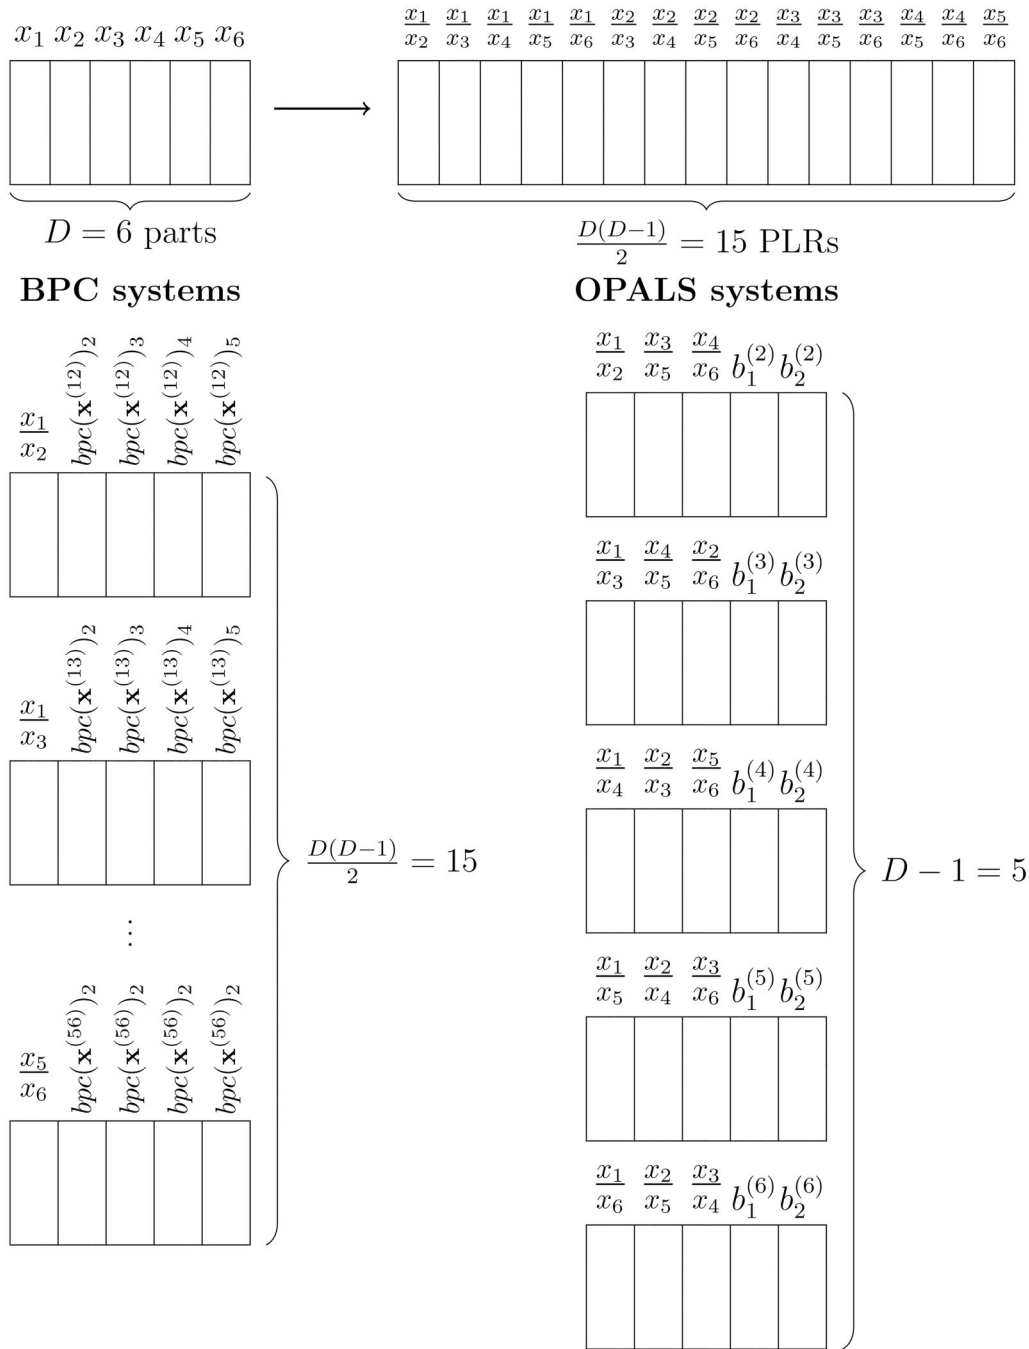 x₁ x₂ x₃ x₄ x₅ x₆
x₁/x₂ x₁/x₃ x₁/x₄ x₁/x₅ x₁/x₆ x₂/x₃ x₂/x₄ x₂/x₅ x₂/x₆ x₃/x₄ x₃/x₅ x₃/x₆ x₄/x₅ x₄/x₆ x₅/x₆
D = 6 parts
D(D−1)/2 = 15 PLRs
BPC systems
x₁/x₂ bpc(x⁽¹²⁾)₂ bpc(x⁽¹²⁾)₃ bpc(x⁽¹²⁾)₄ bpc(x⁽¹²⁾)₅
x₁/x₃ bpc(x⁽¹³⁾)₂ bpc(x⁽¹³⁾)₃ bpc(x⁽¹³⁾)₄ bpc(x⁽¹³⁾)₅
⋮
x₅/x₆ bpc(x⁽⁵⁶⁾)₂ bpc(x⁽⁵⁶⁾)₂ bpc(x⁽⁵⁶⁾)₂ bpc(x⁽⁵⁶⁾)₂
D(D−1)/2 = 15
OPALS systems
x₁/x₂ x₃/x₅ x₄/x₆ b₁⁽²⁾ b₂⁽²⁾
x₁/x₃ x₄/x₅ x₂/x₆ b₁⁽³⁾ b₂⁽³⁾
x₁/x₄ x₂/x₃ x₅/x₆ b₁⁽⁴⁾ b₂⁽⁴⁾
x₁/x₅ x₂/x₄ x₃/x₆ b₁⁽⁵⁾ b₂⁽⁵⁾
x₁/x₆ x₂/x₅ x₃/x₄ b₁⁽⁶⁾ b₂⁽⁶⁾
D − 1 = 5